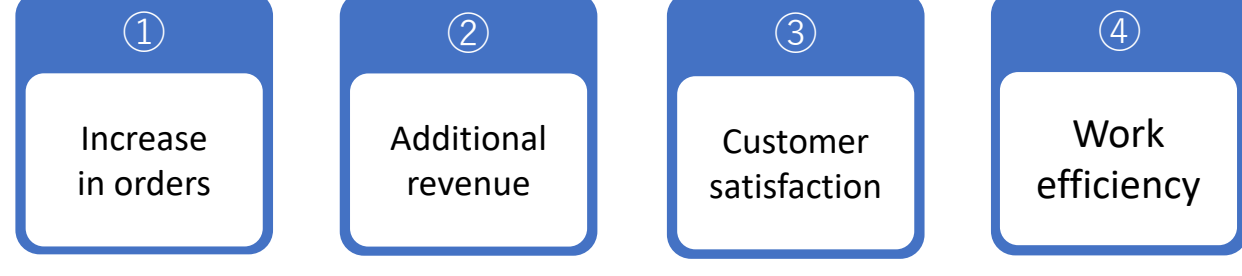 ①
Increase
in orders
②
Additional
revenue
③
Customer
satisfaction
④
Work
efficiency